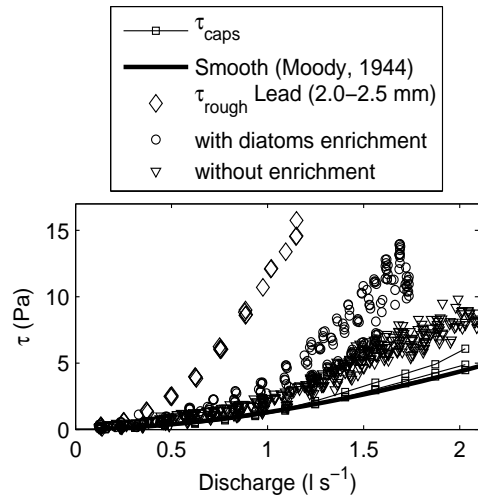 τcaps
Smooth (Moody, 1944)
τrough Lead (2.0−2.5 mm)
with diatoms enrichment
without enrichment
15
10
5
0
τ (Pa)
0 0.5 1 1.5 2
Discharge (l s−1)